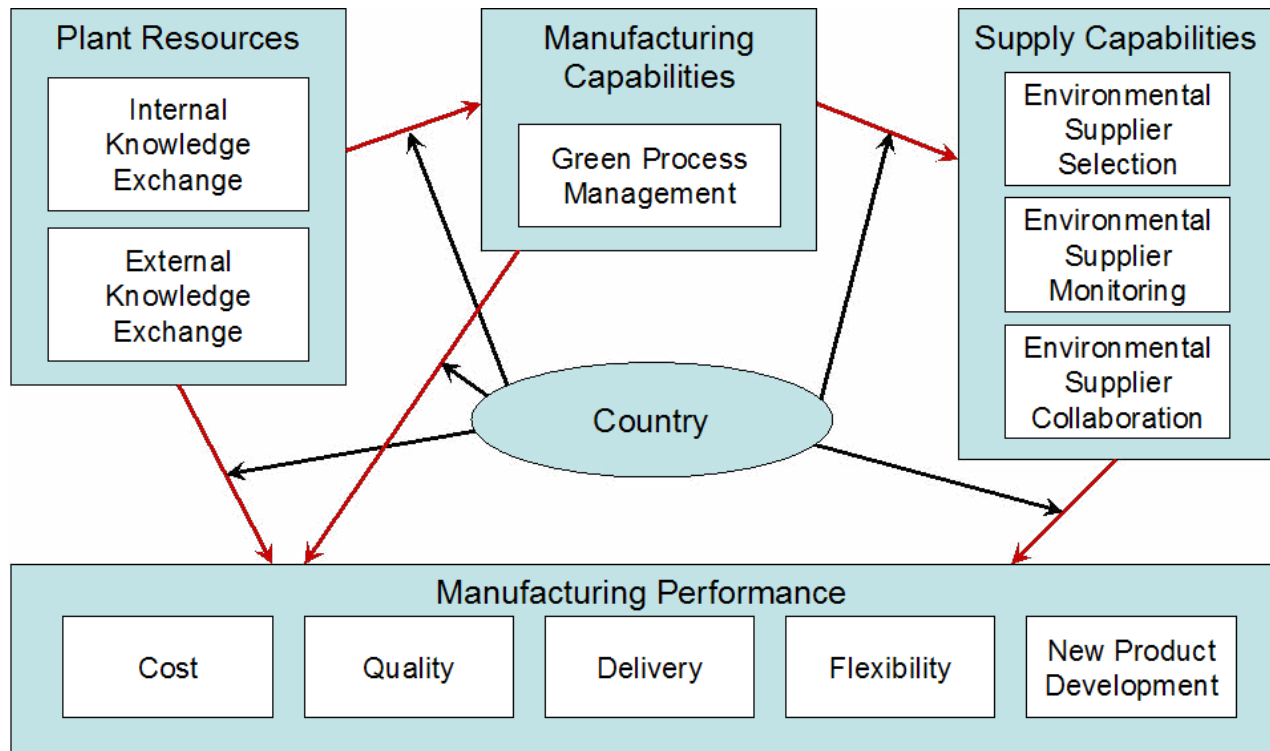 Plant Resources
Internal
Knowledge
Exchange
External
Knowledge
Exchange
Manufacturing
Capabilities
Green Process
Management
Supply Capabilities
Environmental
Supplier
Selection
Environmental
Supplier
Monitoring
Environmental
Supplier
Collaboration
Country
Manufacturing Performance
Cost
Quality
Delivery
Flexibility
New Product
Development